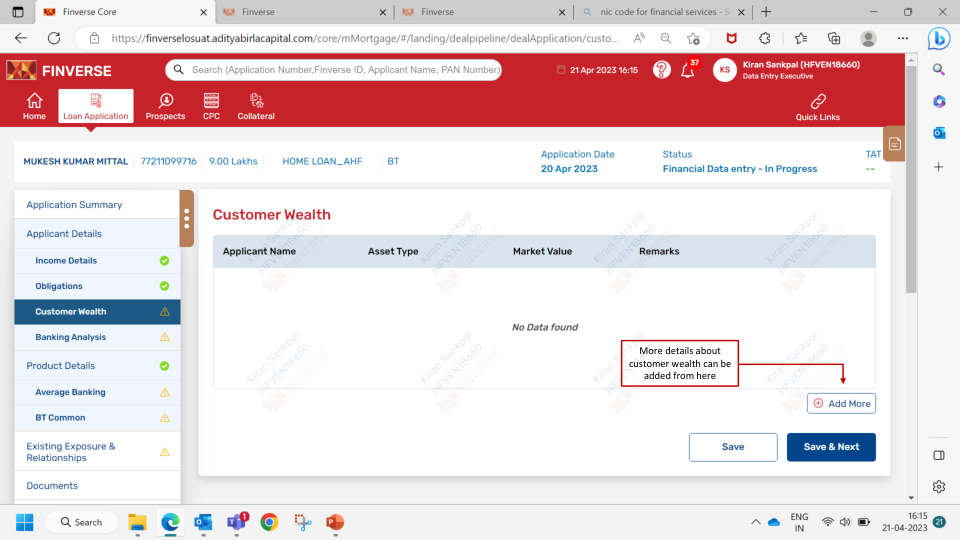 Finverse Core
Finverse
Finverse
nic code for financial services - S
https://finverselosuat.adityabirlacapital.com/core/mMortgage/#/landing/dealpipeline/dealApplication/custo...
FINVERSE
Search (Application Number,Finverse ID, Applicant Name, PAN Number)
21 Apr 2023 16:15
37
KS
Kiran Sankpal (HFVEN18660)
Data Entry Executive
Home
Loan Application
Prospects
CPC
Collateral
Quick Links
MUKESH KUMAR MITTAL
77211099716
9.00 Lakhs
HOME LOAN_AHF
BT
Application Date
20 Apr 2023
Status
Financial Data entry - In Progress
TAT
--
Application Summary
Applicant Details
Income Details
Obligations
Customer Wealth
Banking Analysis
Product Details
Average Banking
BT Common
Existing Exposure &
Relationships
Documents
Customer Wealth
Applicant Name
Asset Type
Market Value
Remarks
No Data found
More details about
customer wealth can be
added from here
Add More
Save
Save & Next
Kiran Sankpal
HFVEN18660
FINVERSE
Search
1
ENG
IN
16:15
21-04-2023
21